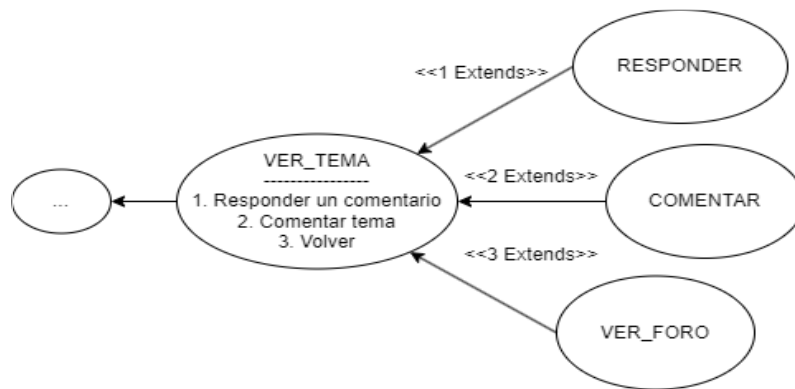 RESPONDER
<<1 Extends>>
VER_TEMA
-----------------
1. Responder un comentario
2. Comentar tema
3. Volver
...
<<2 Extends>>
COMENTAR
<<3 Extends>>
VER_FORO